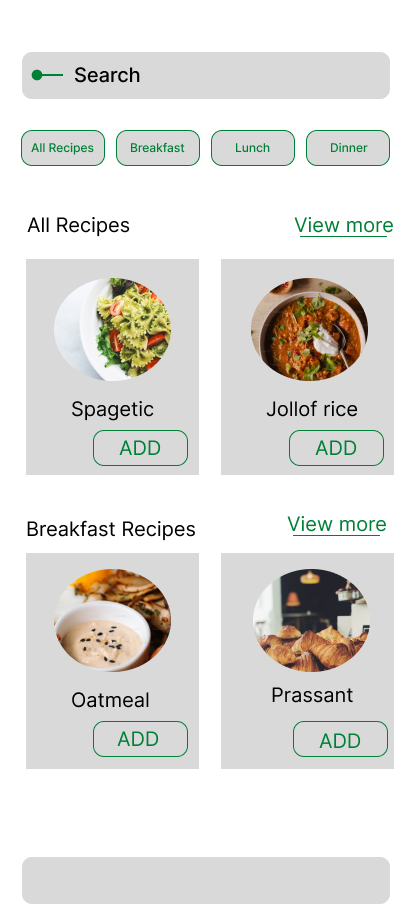 Search
All Recipes
Breakfast
Lunch
Dinner
All Recipes
View more
Spagetic
Jollof rice
ADD
ADD
Breakfast Recipes
View more
Oatmeal
Prassant
ADD
ADD